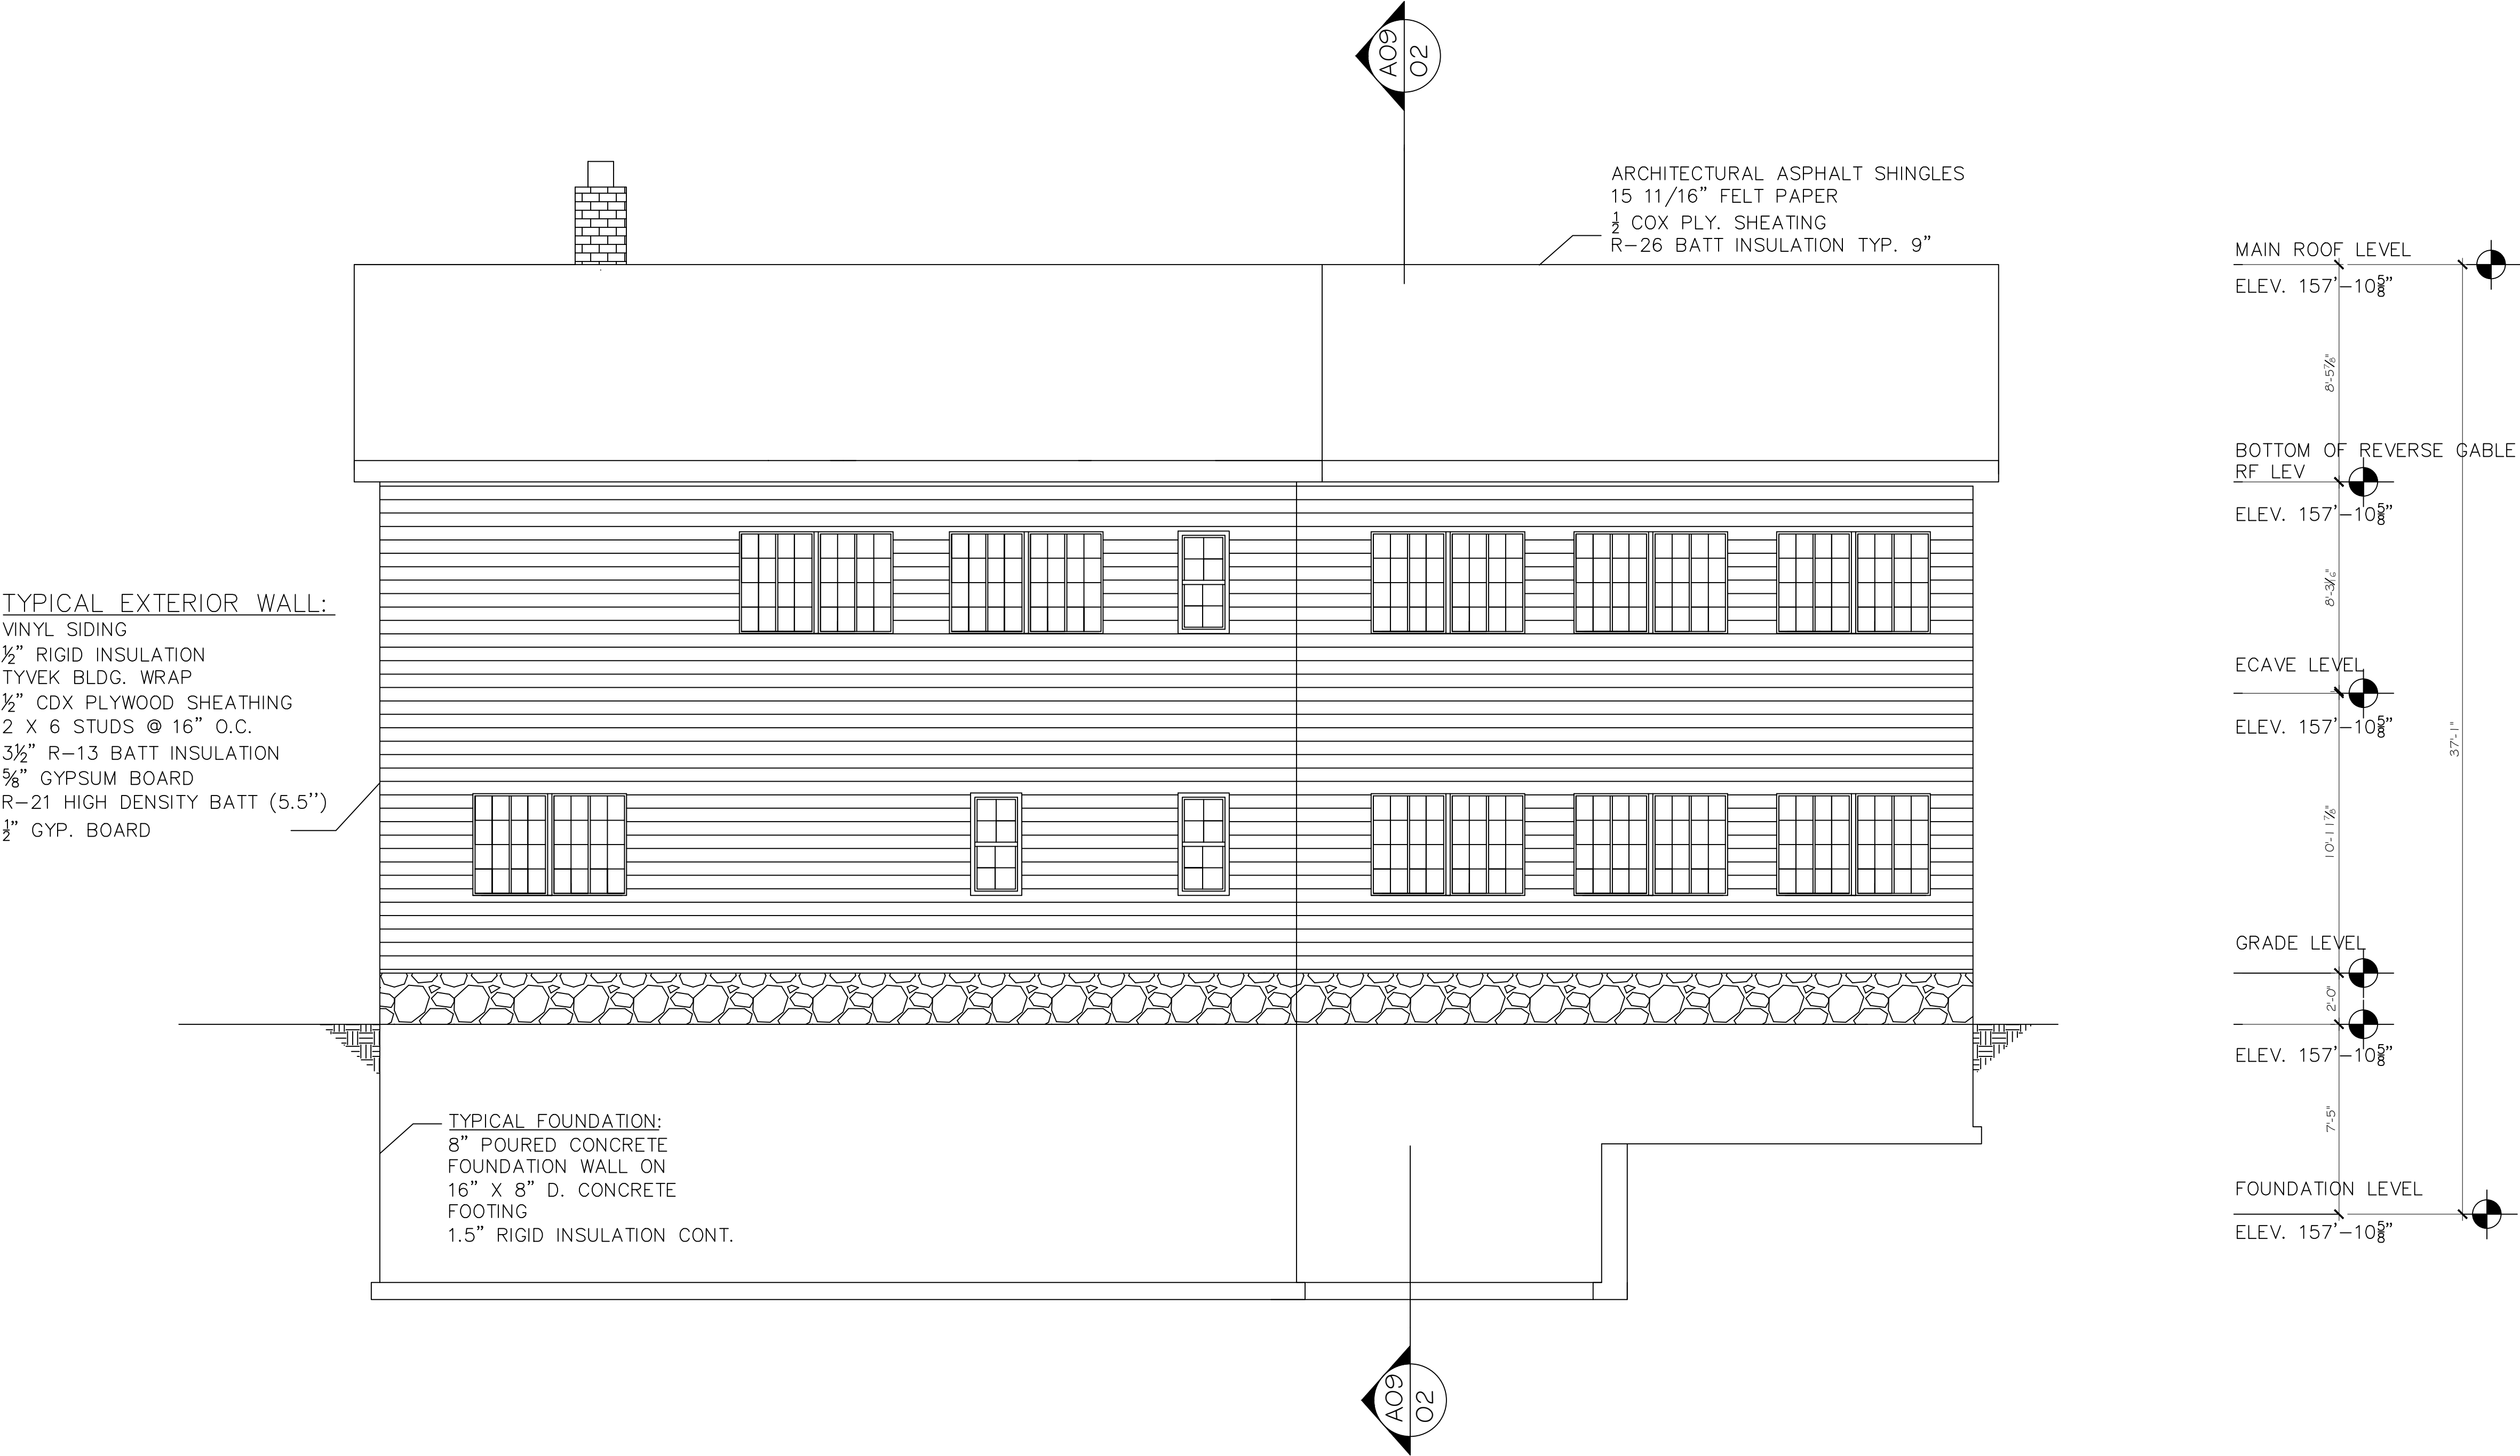 A09
02
ARCHITECTURAL ASPHALT SHINGLES
15 11/16” FELT PAPER
½ COX PLY. SHEATING
R-26 BATT INSULATION TYP. 9”
MAIN ROOF LEVEL
ELEV. 157’-10⅝”
8'-5⅞"
BOTTOM OF REVERSE GABLE
RF LEV
ELEV. 157’-10⅝”
8'-3 1/16"
TYPICAL EXTERIOR WALL:
VINYL SIDING
½” RIGID INSULATION
TYVEK BLDG. WRAP
½” CDX PLYWOOD SHEATHING
2 X 6 STUDS @ 16” O.C.
3½” R-13 BATT INSULATION
⅝” GYPSUM BOARD
R-21 HIGH DENSITY BATT (5.5’’)
½” GYP. BOARD
ECAVE LEVEL
ELEV. 157’-10⅝”
37'-1"
10'-11⅞"
GRADE LEVEL
2'-0"
ELEV. 157’-10⅝”
7'-5"
TYPICAL FOUNDATION:
8” POURED CONCRETE
FOUNDATION WALL ON
16” X 8” D. CONCRETE
FOOTING
1.5” RIGID INSULATION CONT.
FOUNDATION LEVEL
ELEV. 157’-10⅝”
A09
02